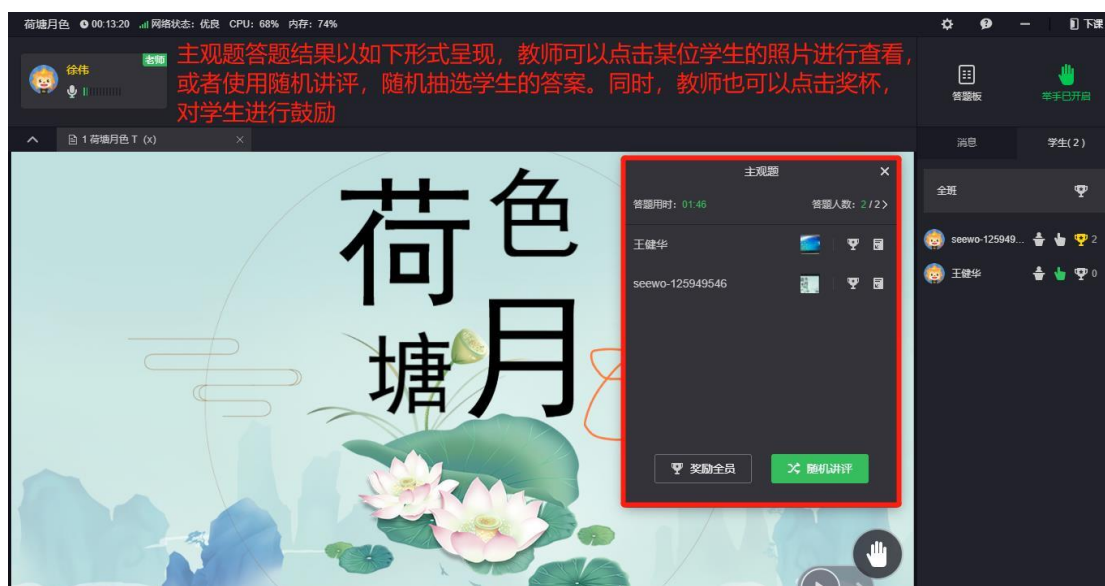 荷塘月色 00:13:20 网络状态：优良 CPU: 68% 内存：74%
下课
徐伟
老师
主观题答题结果以如下形式呈现，教师可以点击某位学生的照片进行查看，
或者使用随机讲评，随机抽选学生的答案。同时，教师也可以点击奖杯，
对学生进行鼓励
答题板
举手已开启
1 荷塘月色 T (x)
消息
学生(2)
荷塘
月色
主观题
答题用时：01:46
答题人数：2/2
王健华
seewo-125949546
奖励全员
随机讲评
全班
seewo-125949... 2
王健华 0